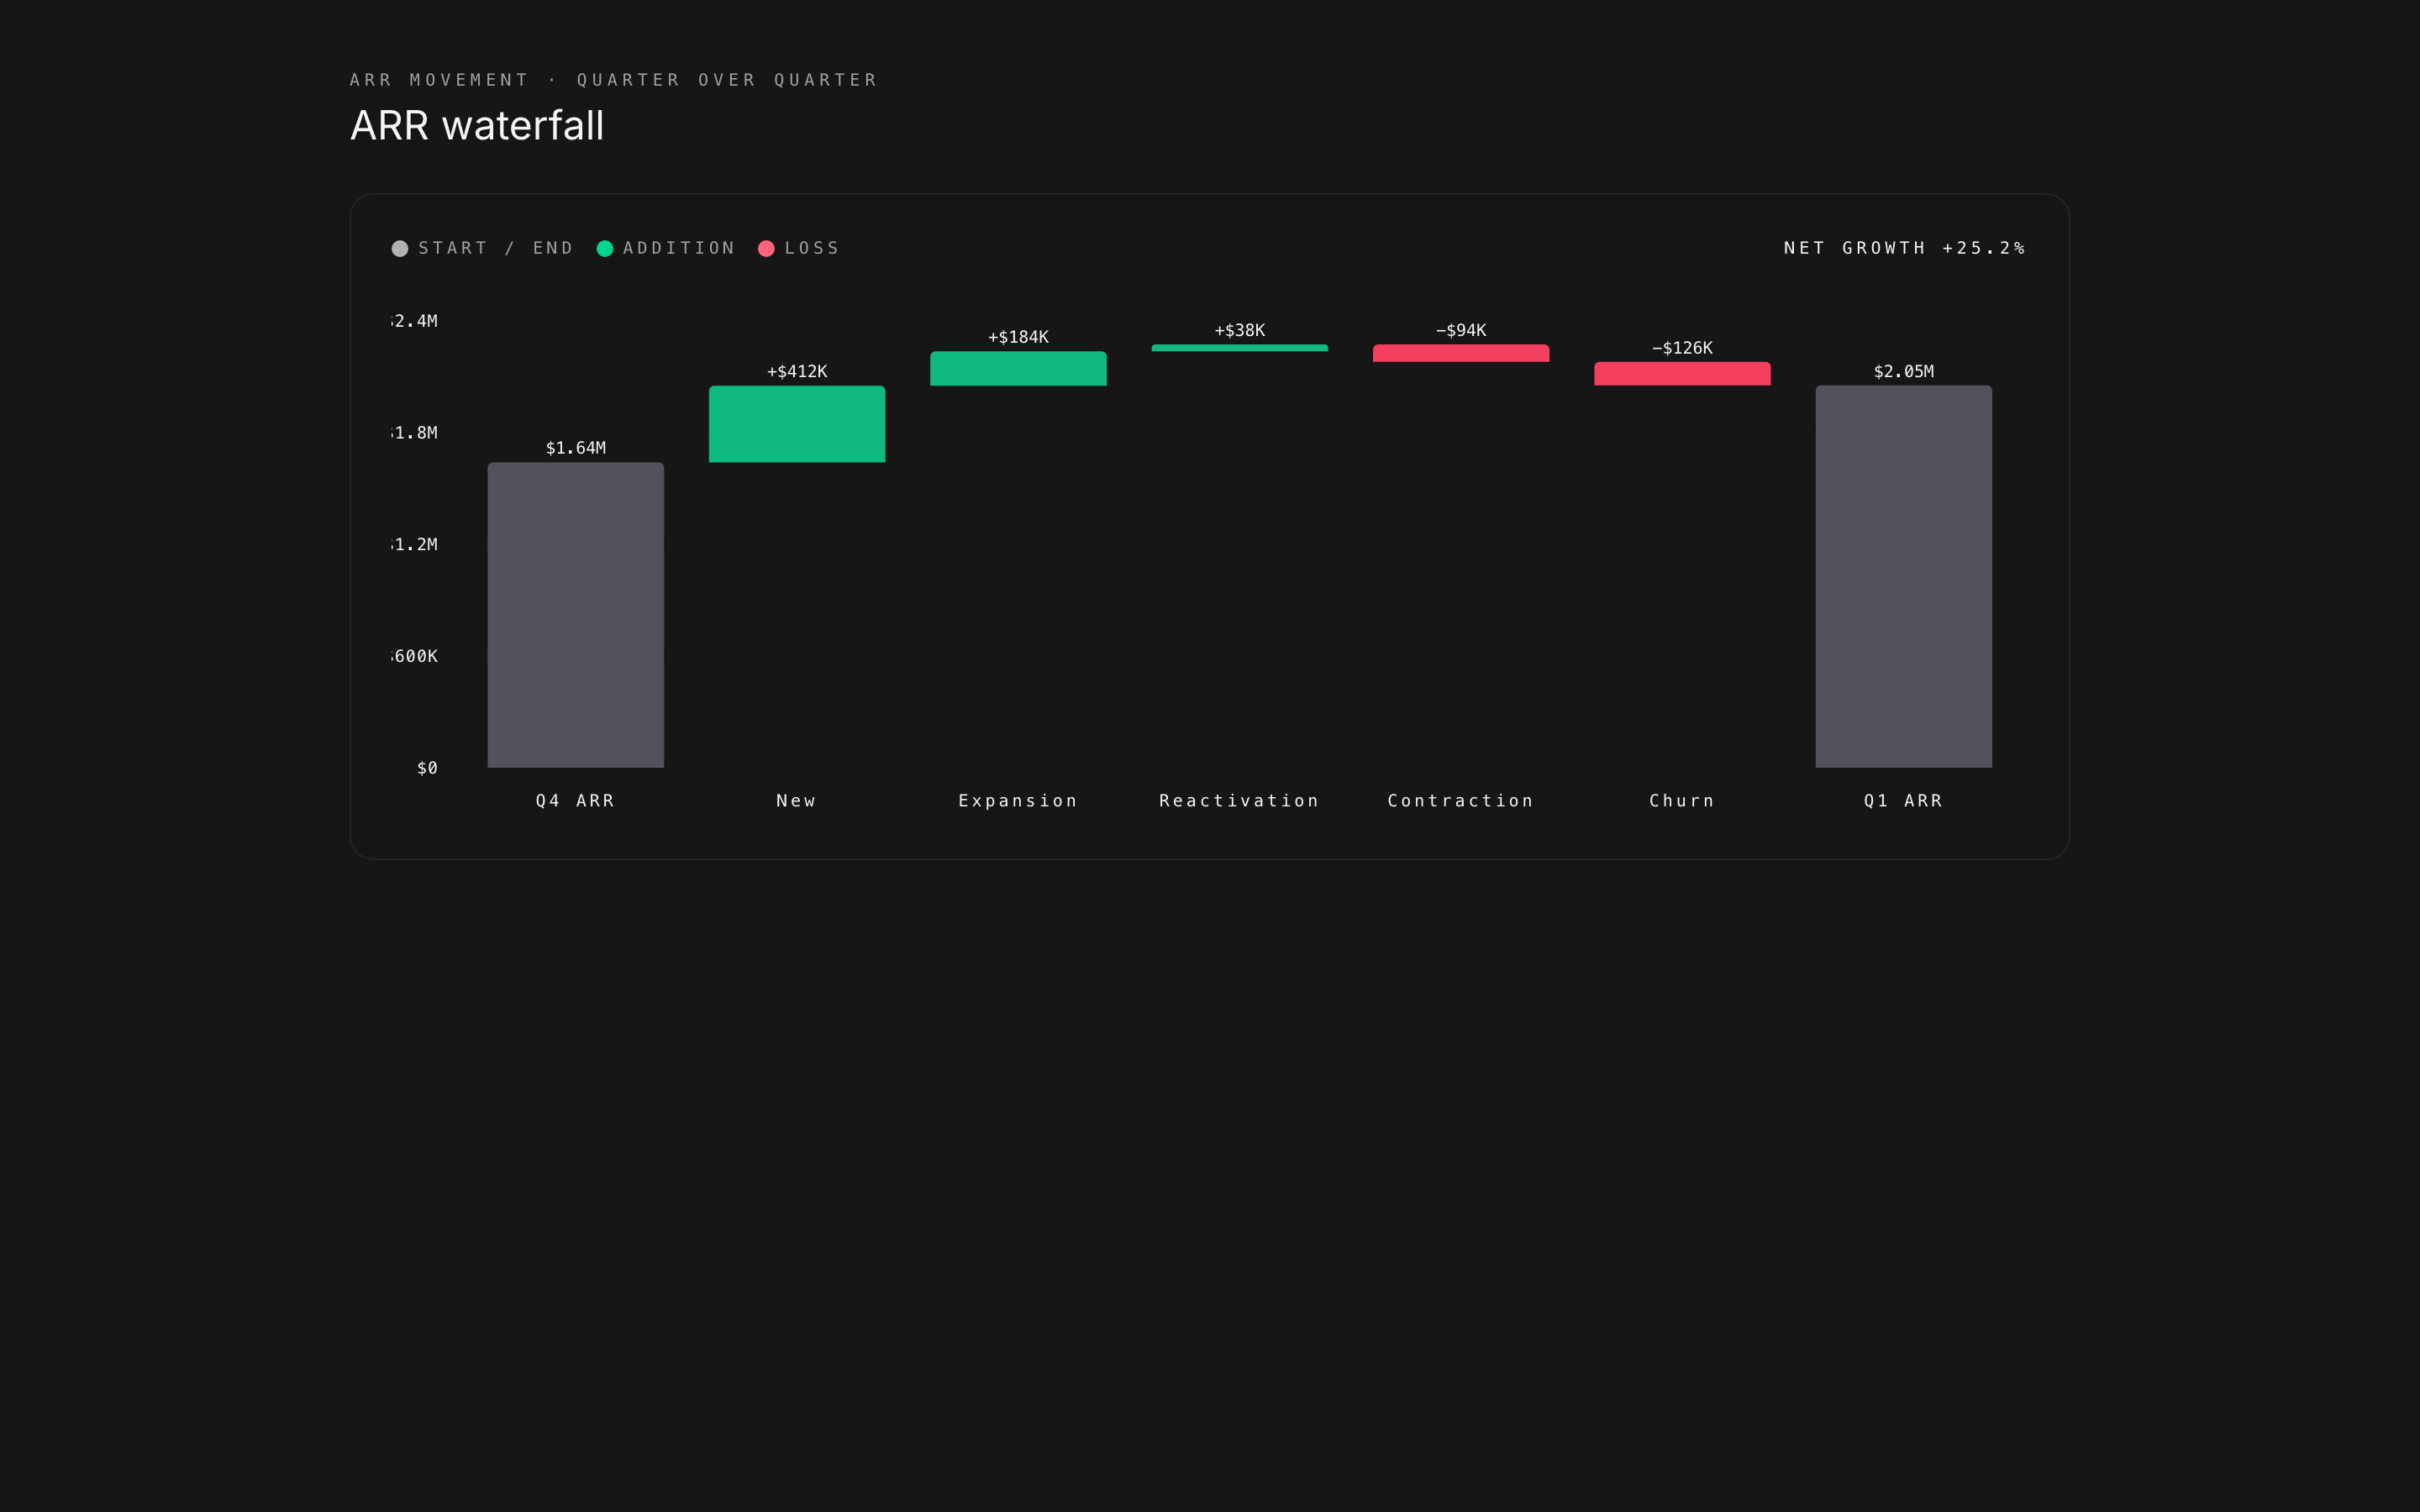 ARR MOVEMENT · QUARTER OVER QUARTER
ARR waterfall
START / END ADDITION LOSS
NET GROWTH +25.2%
$2.4M
$1.8M
$1.2M
$600K
$0
$1.64M
+$412K
+$184K
+$38K
−$94K
−$126K
$2.05M
Q4 ARR
New
Expansion
Reactivation
Contraction
Churn
Q1 ARR